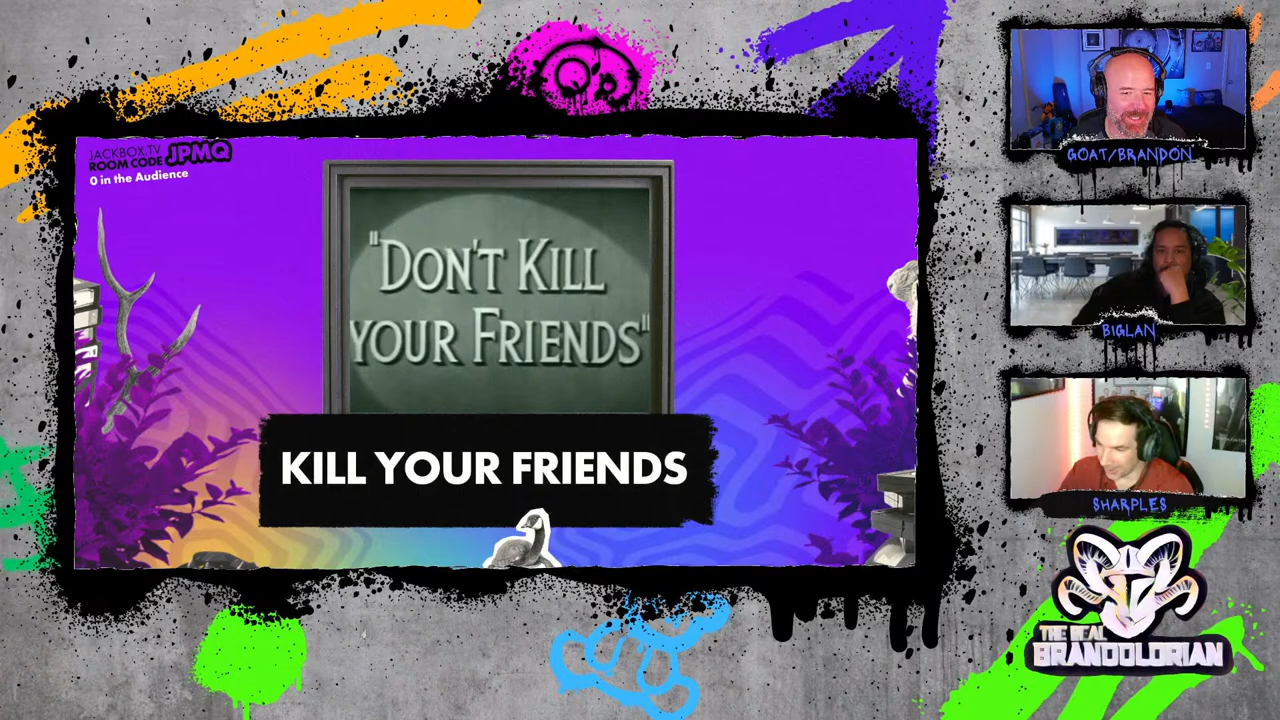 JACKBOX.TV
ROOM CODE JPMQ
0 in the Audience
"DON'T KILL
YOUR FRIENDS"
KILL YOUR FRIENDS
GOAT/BRANDON
BIGLAN
SHARPLES
THE REAL
BRANDOLORIAN